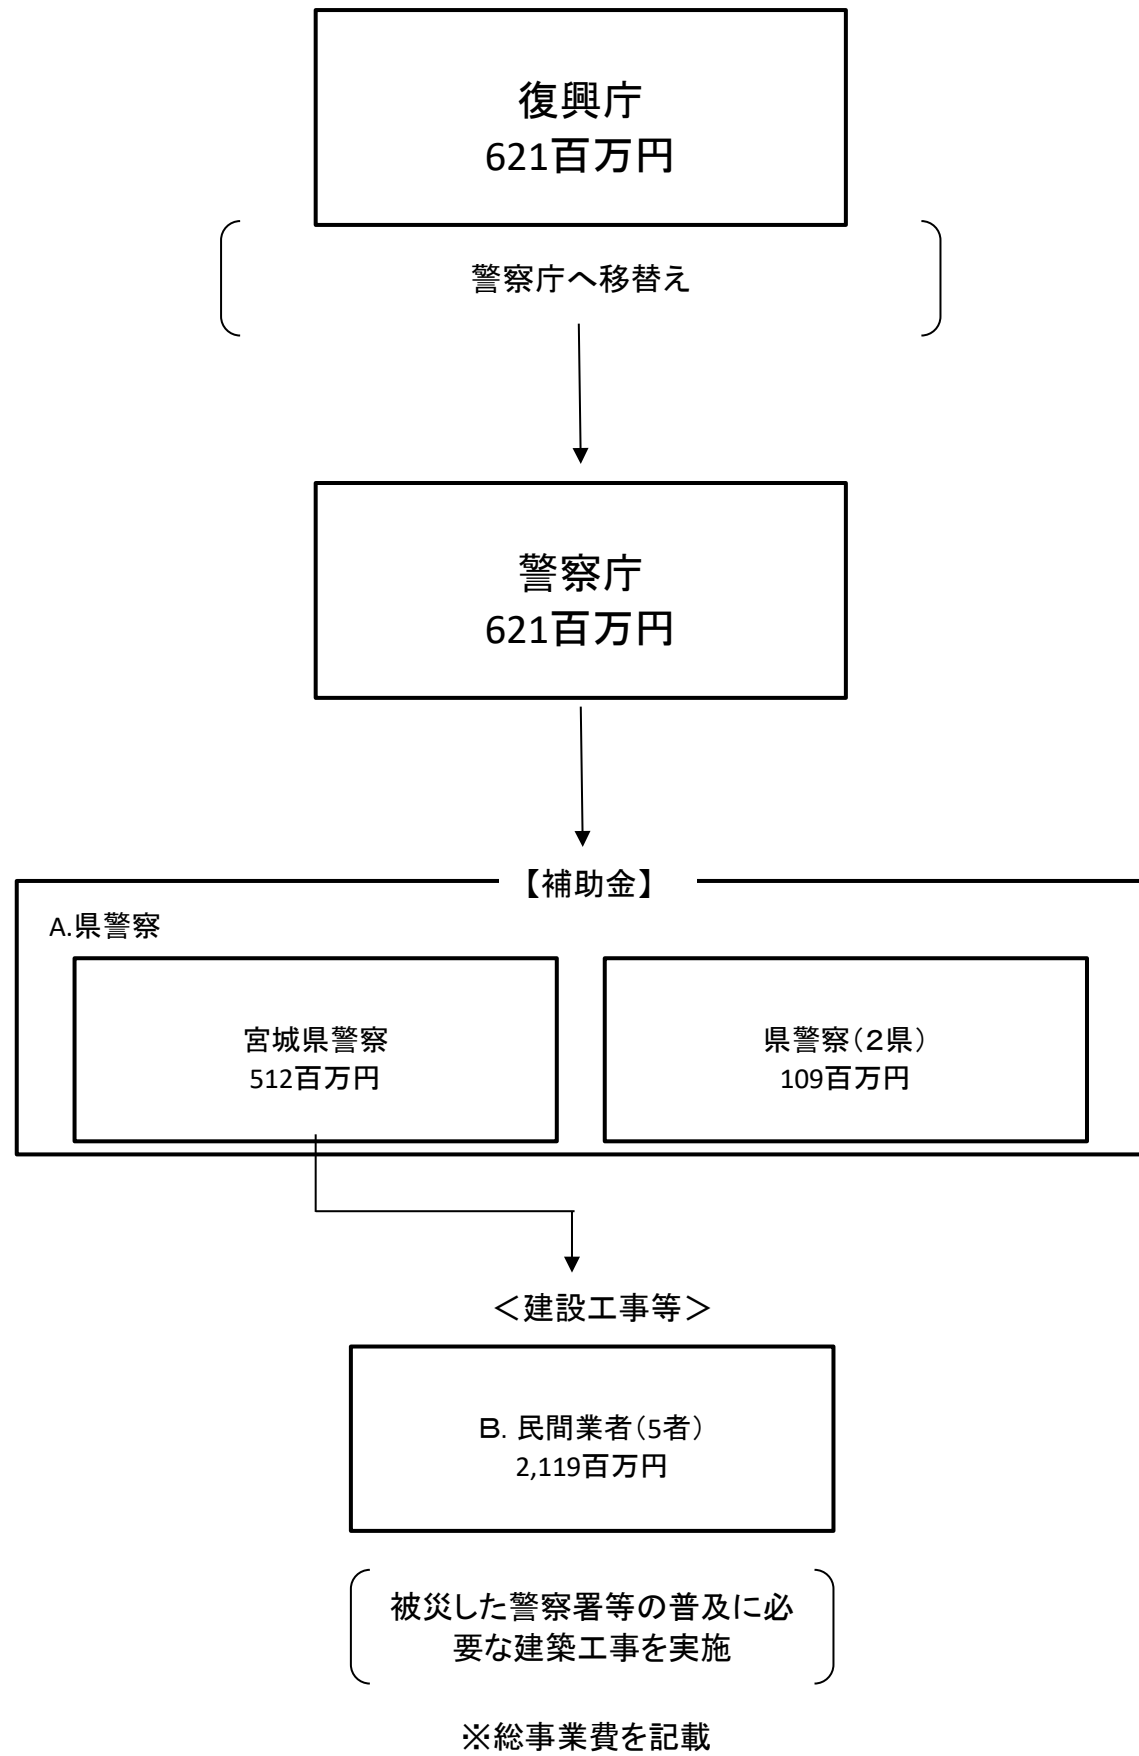 復興庁
621百万円
警察庁へ移替え
警察庁
621百万円
【補助金】
A.県警察
宮城県警察
512百万円
県警察（２県）
109百万円
＜建設工事等＞
Ｂ. 民間業者（5者）
2,119百万円
被災した警察署等の普及に必
要な建築工事を実施
※総事業費を記載